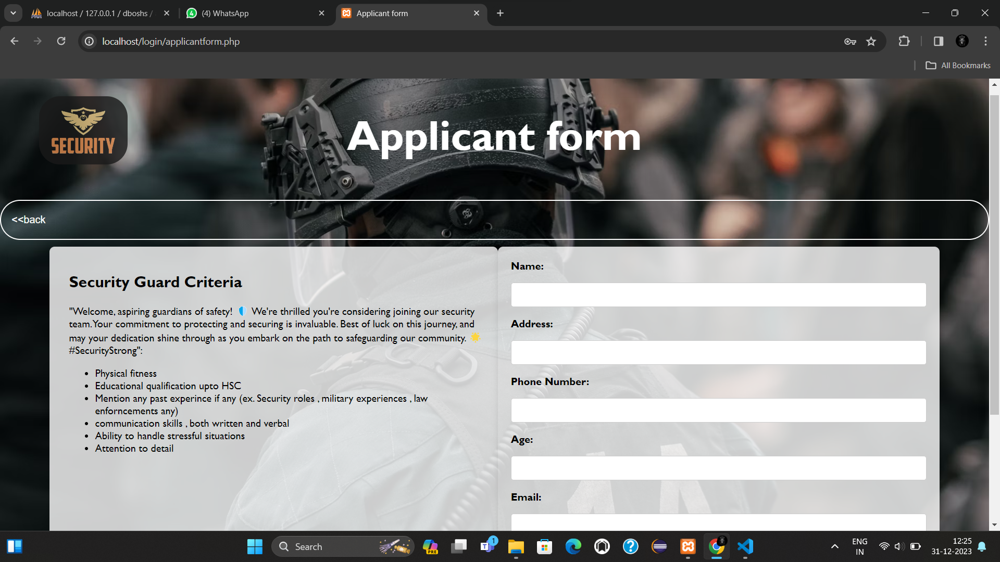 localhost / 127.0.0.1 / dboshs /
(4) WhatsApp
Applicant form
localhost/login/applicantform.php
All Bookmarks
SECURITY
Applicant form
<<back
Security Guard Criteria
"Welcome, aspiring guardians of safety! 🛡️ We're thrilled you're considering joining our security
team.Your commitment to protecting and securing is invaluable. Best of luck on this journey, and
may your dedication shine through as you embark on the path to safeguarding our community. 🌟
#SecurityStrong":
• Physical fitness
• Educational qualification upto HSC
• Mention any past experince if any (ex. Security roles , military experiences , law
enforncements any)
• communication skills , both written and verbal
• Ability to handle stressful situations
• Attention to detail
Name:
Address:
Phone Number:
Age:
Email:
Search
PRE
1
ENG
IN
12:25
31-12-2023